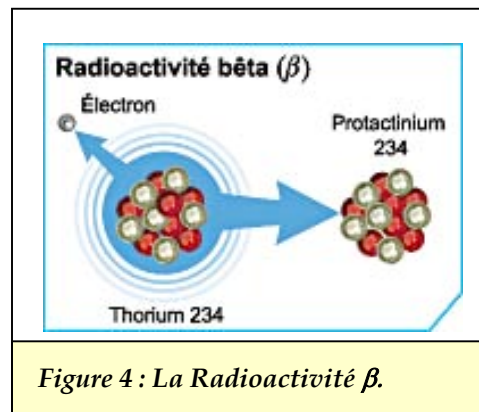 Radioactivité bêta (β)
Électron
Protactinium
234
Thorium 234
Figure 4 : La Radioactivité β.